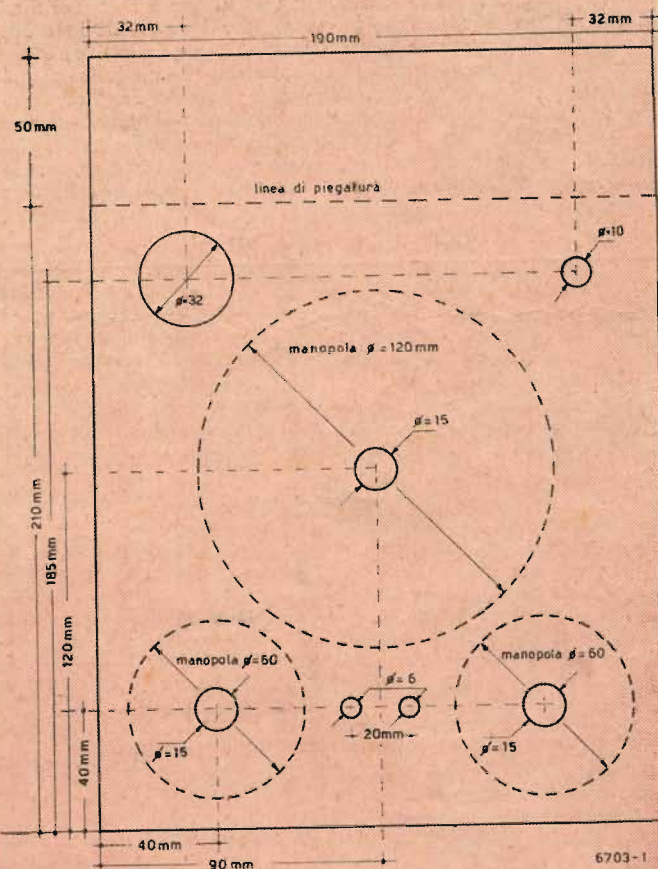 32mm
32mm
190mm
50mm
linea di piegatura
ø=10
ø=32
manopola ø = 120mm
ø=15
210mm
185mm
120mm
manopola ø=60
ø=6
manopola ø=60
ø=15
20mm
ø=15
40mm
40mm
90mm
6703-1